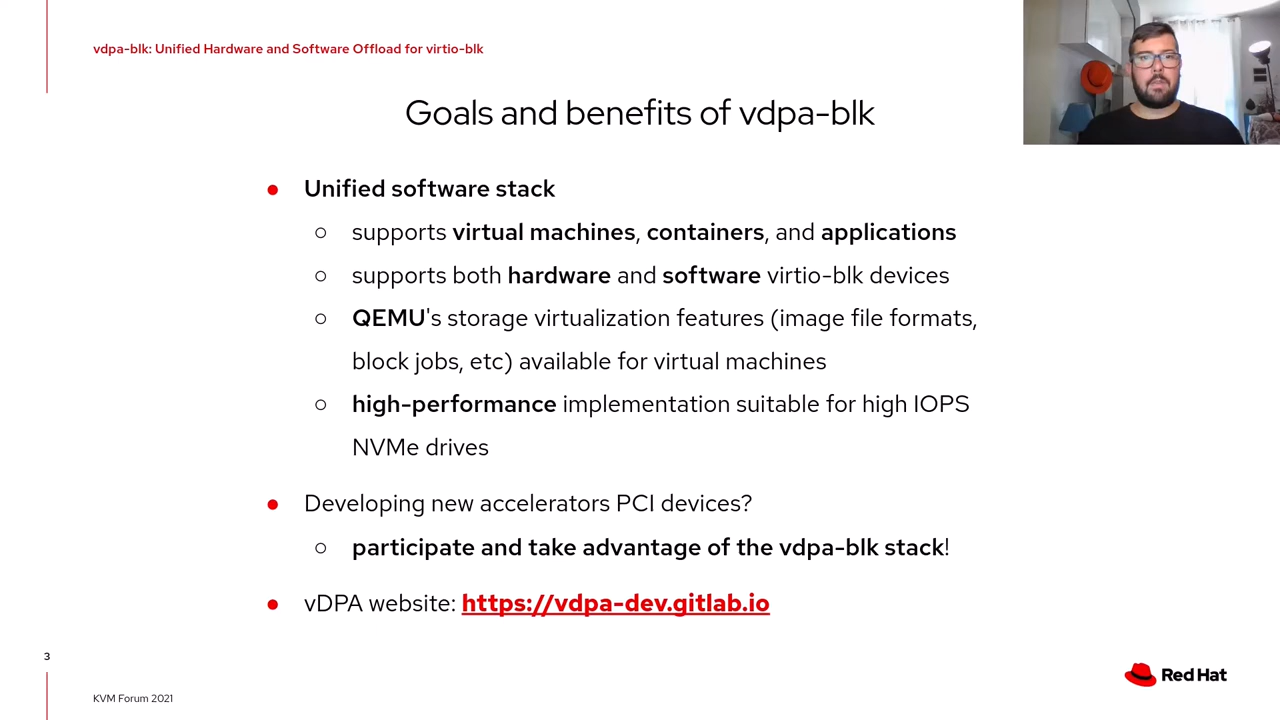 vdpa-blk: Unified Hardware and Software Offload for virtio-blk
Goals and benefits of vdpa-blk
● Unified software stack
○ supports virtual machines, containers, and applications
○ supports both hardware and software virtio-blk devices
○ QEMU's storage virtualization features (image file formats,
block jobs, etc) available for virtual machines
○ high-performance implementation suitable for high IOPS
NVMe drives
● Developing new accelerators PCI devices?
○ participate and take advantage of the vdpa-blk stack!
● vDPA website: https://vdpa-dev.gitlab.io
3
Red Hat
KVM Forum 2021